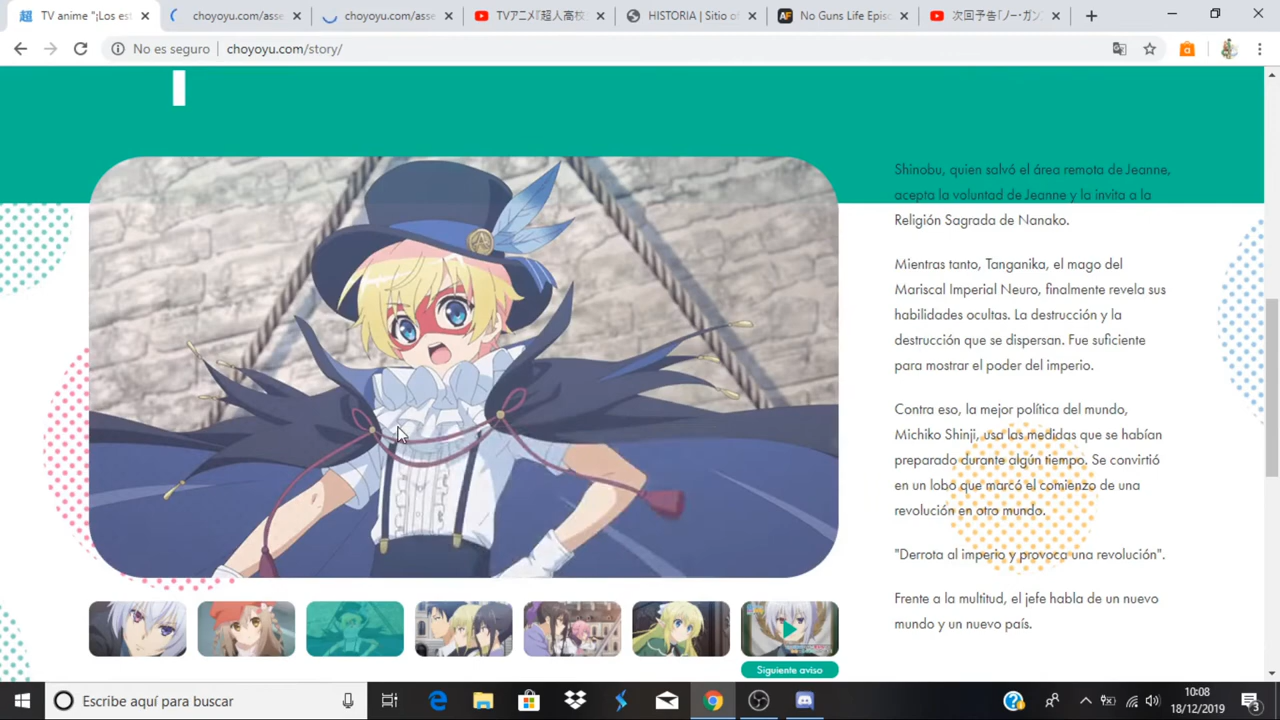 TV anime "¡Los est
choyoyu.com/asse
choyoyu.com/asse
TVアニメ『超人高校
HISTORIA | Sitio of
No Guns Life Episo
次回予告「ノー・ガン
No es seguro
choyoyu.com/story/
Shinobu, quien salvó el área remota de Jeanne,
acepta la voluntad de Jeanne y la invita a la
Religión Sagrada de Nanako.
Mientras tanto, Tanganika, el mago del
Mariscal Imperial Neuro, finalmente revela sus
habilidades ocultas. La destrucción y la
destrucción que se dispersan. Fue suficiente
para mostrar el poder del imperio.
Contra eso, la mejor política del mundo,
Michiko Shinji, usa las medidas que se habían
preparado durante algún tiempo. Se convirtió
en un lobo que marcó el comienzo de una
revolución en otro mundo.
"Derrota al imperio y provoca una revolución".
Frente a la multitud, el jefe habla de un nuevo
mundo y un nuevo país.
Siguiente aviso
Escribe aquí para buscar
10:08
18/12/2019